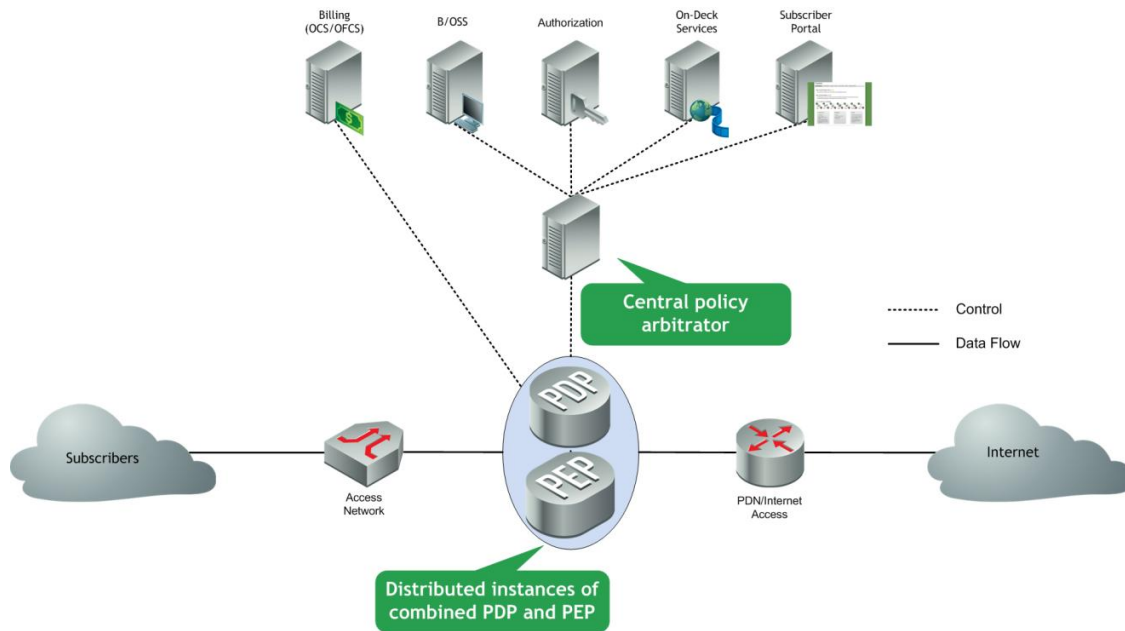 Billing
(OCS/OFCS)
B/OSS
Authorization
On-Deck
Services
Subscriber
Portal
$
Central policy
arbitrator
Control
Data Flow
PDP
Subscribers
Internet
PEP
Access
Network
PDN/Internet
Access
Distributed instances of
combined PDP and PEP